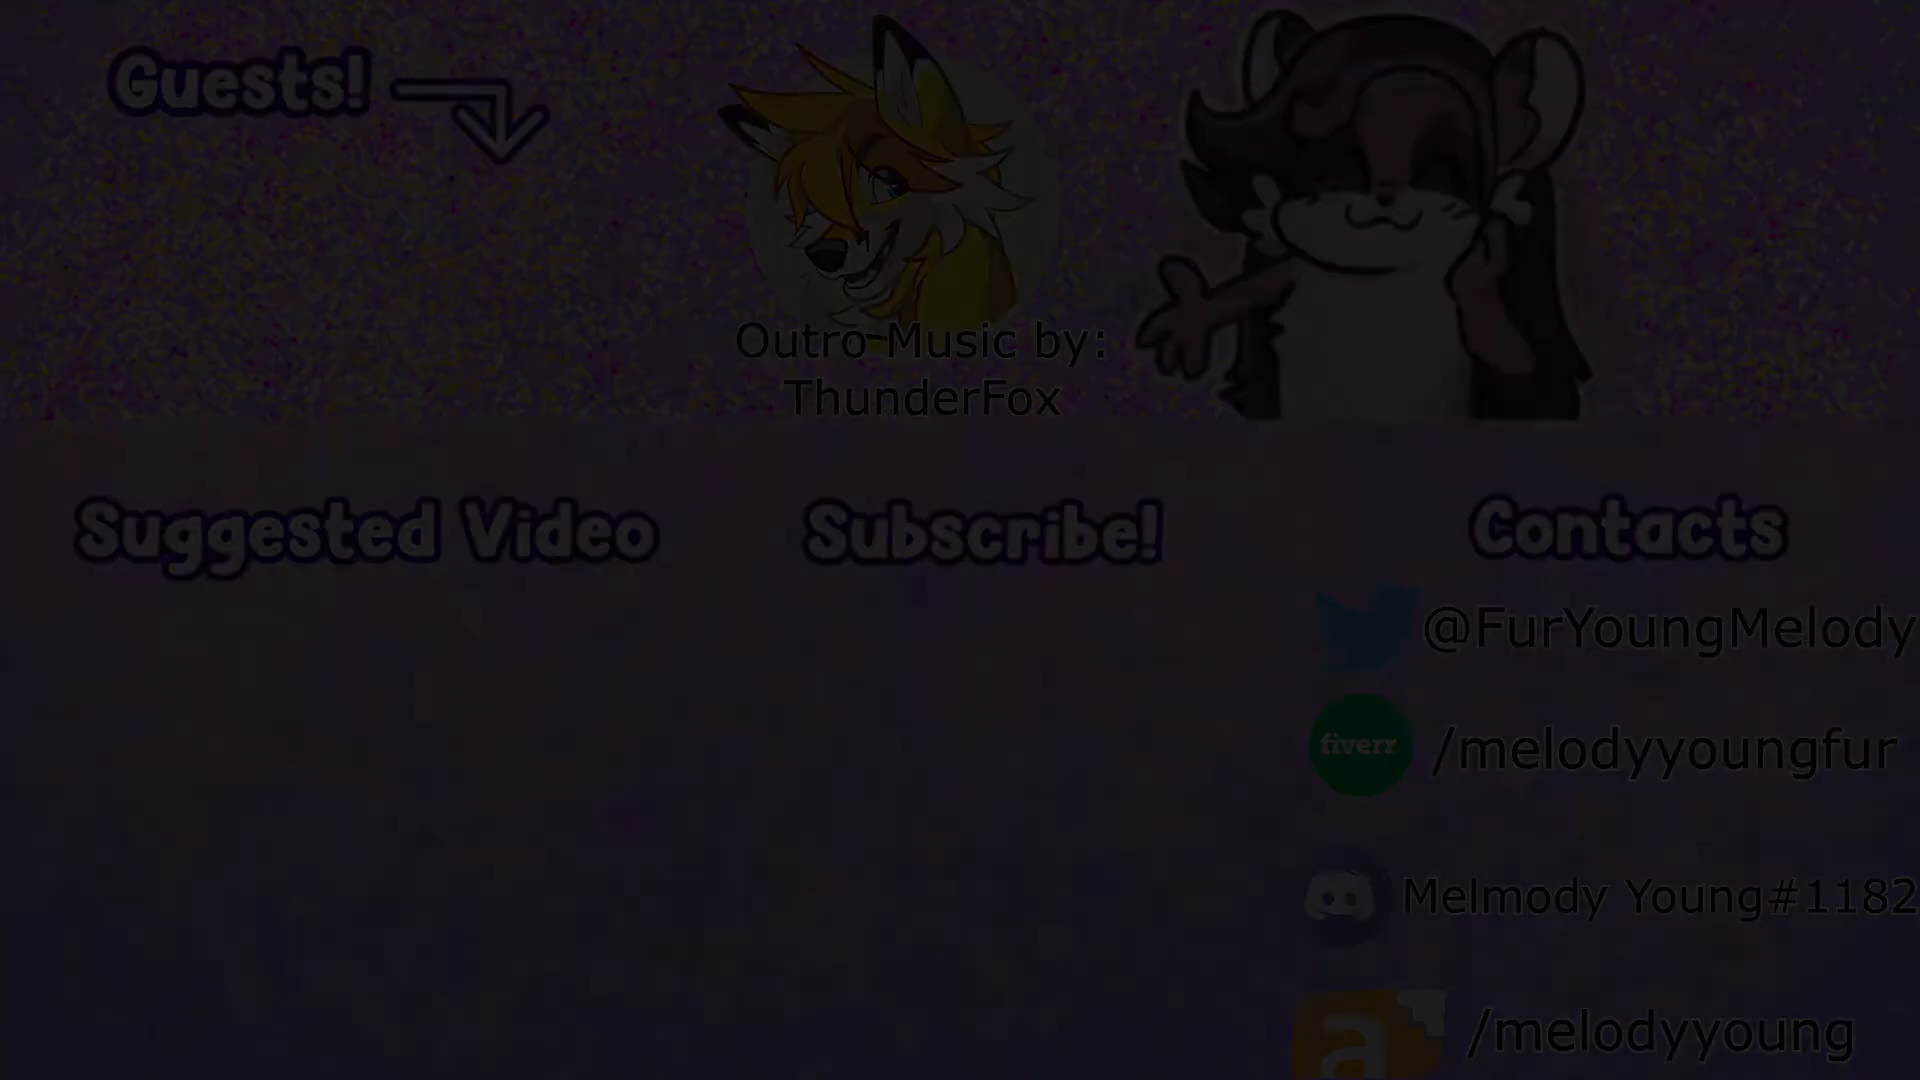 Guests!
Outro Music by:
ThunderFox
Suggested Video
Subscribe!
Contacts
@FurYoungMelody
fiverr
/melodyyoungfur
Melmody Young#1182
a
/melodyyoung